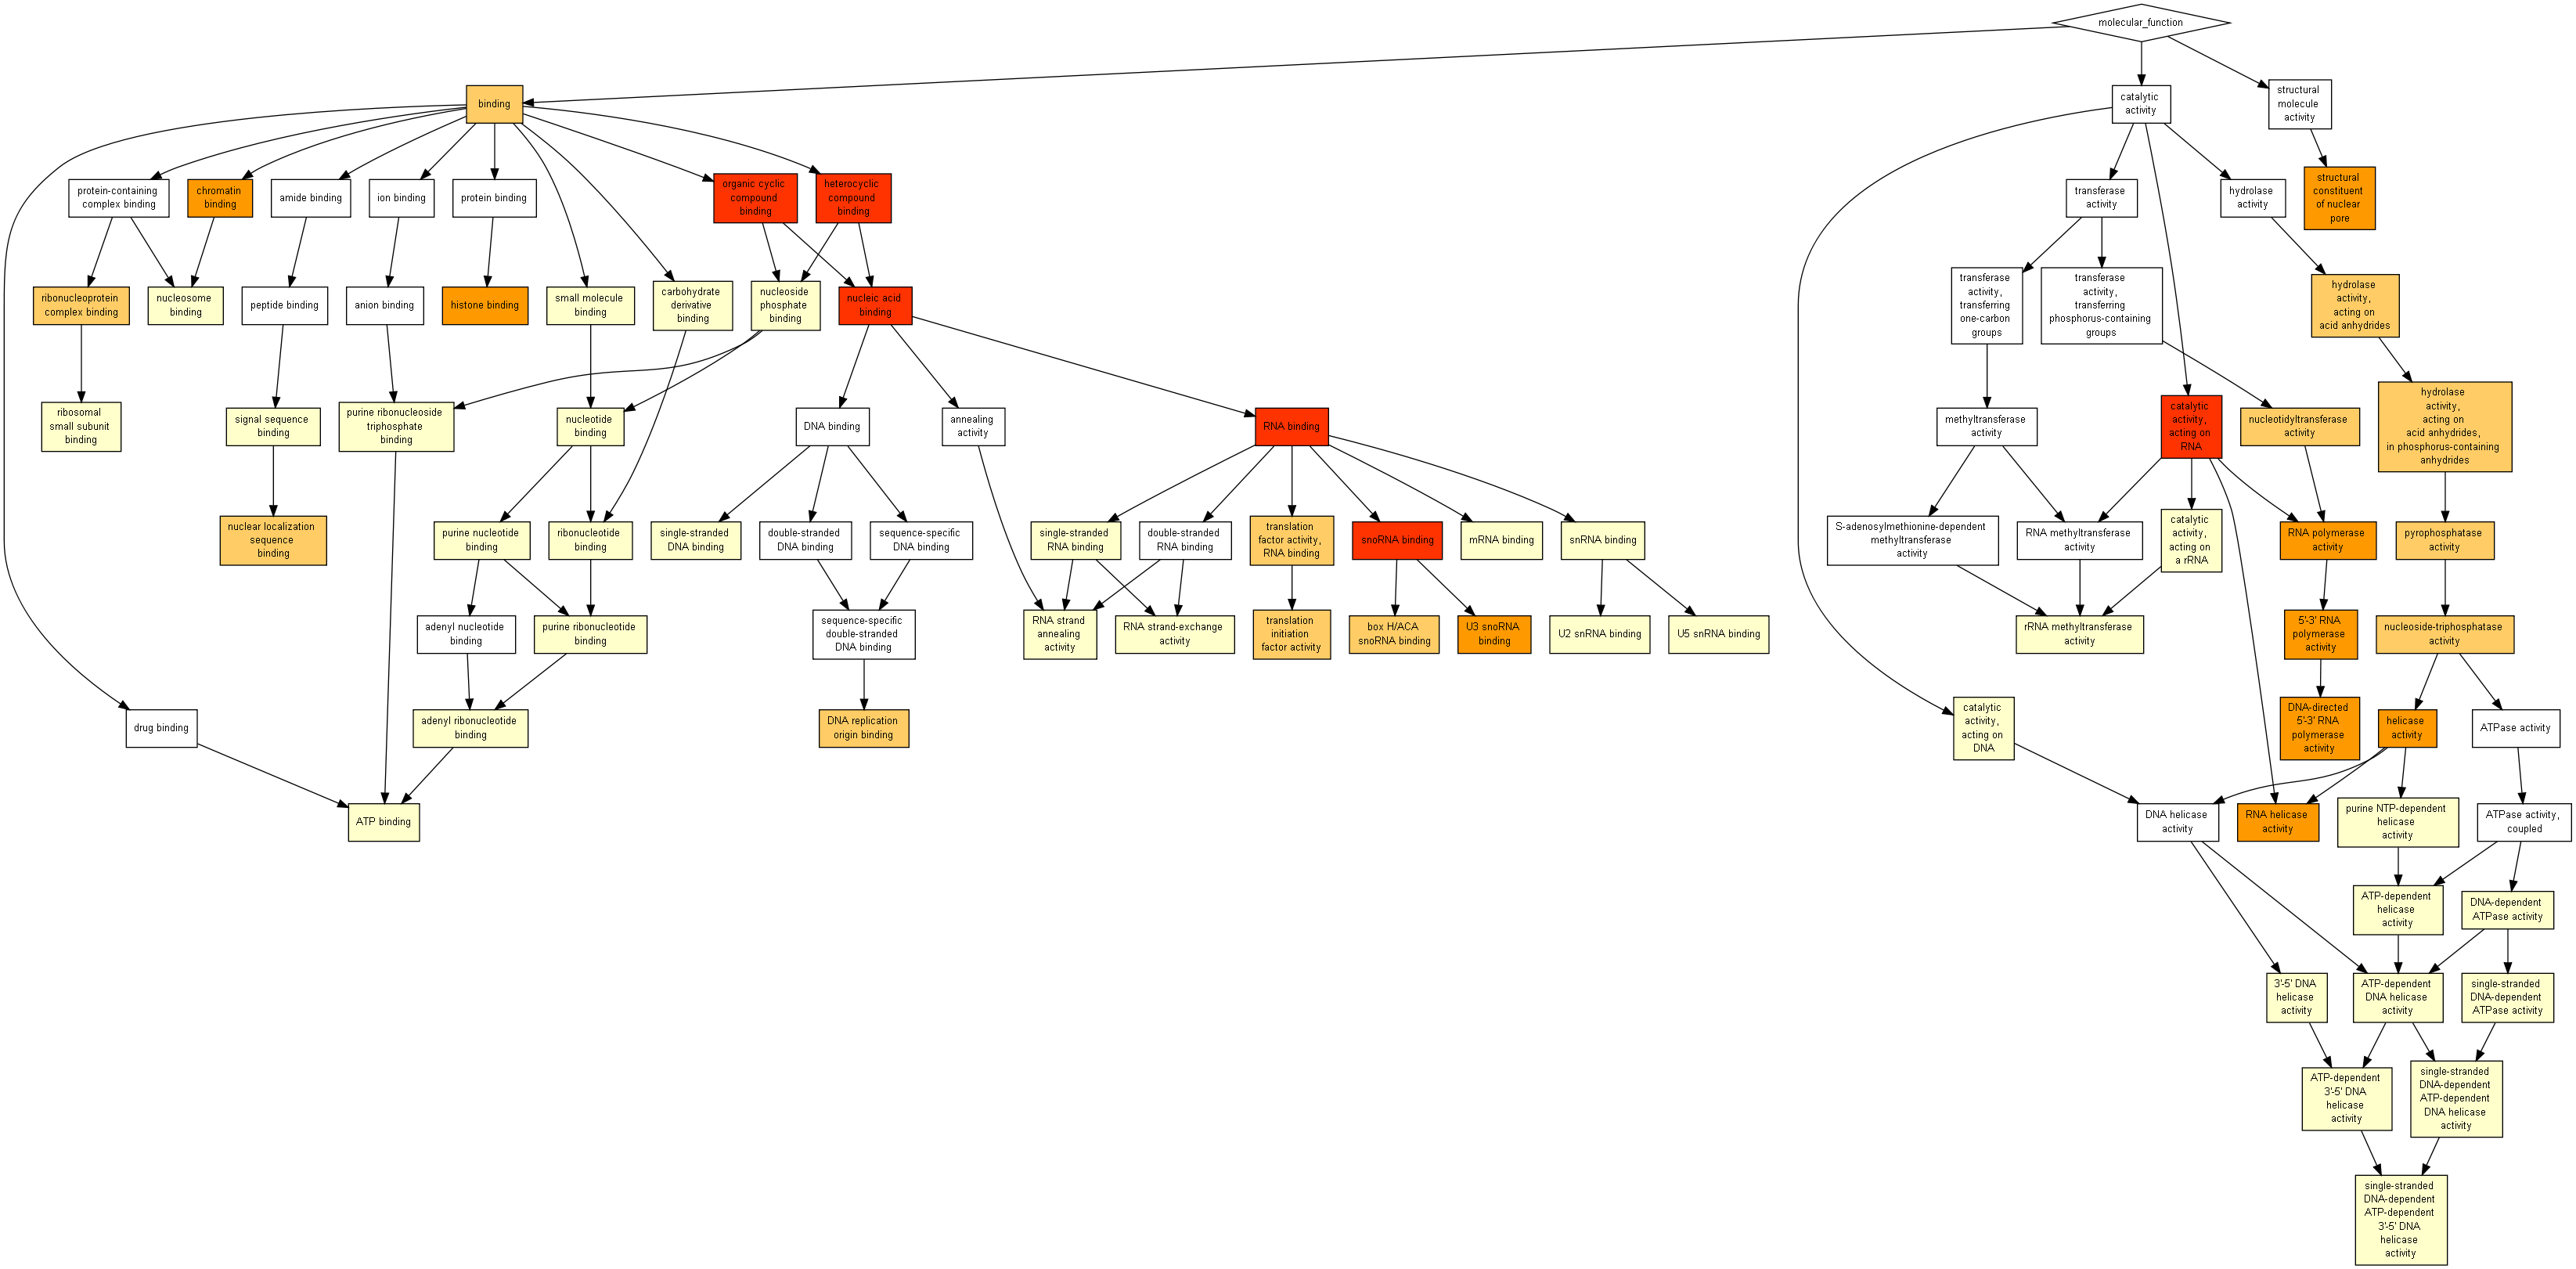 molecular_function
binding
catalytic
activity
structural
molecule
activity
protein-containing
complex binding
chromatin
binding
amide binding
ion binding
protein binding
organic cyclic
compound
binding
heterocyclic
compound
binding
transferase
activity
hydrolase
activity
structural
constituent
of nuclear
pore
ribonucleoprotein
complex binding
nucleosome
binding
peptide binding
anion binding
histone binding
small molecule
binding
carbohydrate
derivative
binding
nucleoside
phosphate
binding
nucleic acid
binding
transferase
activity,
transferring
one-carbon
groups
transferase
activity,
transferring
phosphorus-containing
groups
hydrolase
activity,
acting on
acid anhydrides
ribosomal
small subunit
binding
signal sequence
binding
purine ribonucleoside
triphosphate
binding
nucleotide
binding
DNA binding
annealing
activity
RNA binding
methyltransferase
activity
catalytic
activity,
acting on
RNA
nucleotidyltransferase
activity
hydrolase
activity,
acting on
acid anhydrides,
in phosphorus-containing
anhydrides
nuclear localization
sequence
binding
purine nucleotide
binding
ribonucleotide
binding
single-stranded
DNA binding
double-stranded
DNA binding
sequence-specific
DNA binding
single-stranded
RNA binding
double-stranded
RNA binding
translation
factor activity,
RNA binding
snoRNA binding
mRNA binding
snRNA binding
S-adenosylmethionine-dependent
methyltransferase
activity
RNA methyltransferase
activity
catalytic
activity,
acting on
a rRNA
RNA polymerase
activity
pyrophosphatase
activity
adenyl nucleotide
binding
purine ribonucleotide
binding
sequence-specific
double-stranded
DNA binding
RNA strand
annealing
activity
RNA strand-exchange
activity
translation
initiation
factor activity
box H/ACA
snoRNA binding
U3 snoRNA
binding
U2 snRNA binding
U5 snRNA binding
rRNA methyltransferase
activity
5'-3' RNA
polymerase
activity
nucleoside-triphosphatase
activity
drug binding
adenyl ribonucleotide
binding
DNA replication
origin binding
catalytic
activity,
acting on
DNA
DNA-directed
5'-3' RNA
polymerase
activity
helicase
activity
ATPase activity
ATP binding
DNA helicase
activity
RNA helicase
activity
purine NTP-dependent
helicase
activity
ATPase activity,
coupled
ATP-dependent
helicase
activity
DNA-dependent
ATPase activity
3'-5' DNA
helicase
activity
ATP-dependent
DNA helicase
activity
single-stranded
DNA-dependent
ATPase activity
ATP-dependent
3'-5' DNA
helicase
activity
single-stranded
DNA-dependent
ATP-dependent
DNA helicase
activity
single-stranded
DNA-dependent
ATP-dependent
3'-5' DNA
helicase
activity